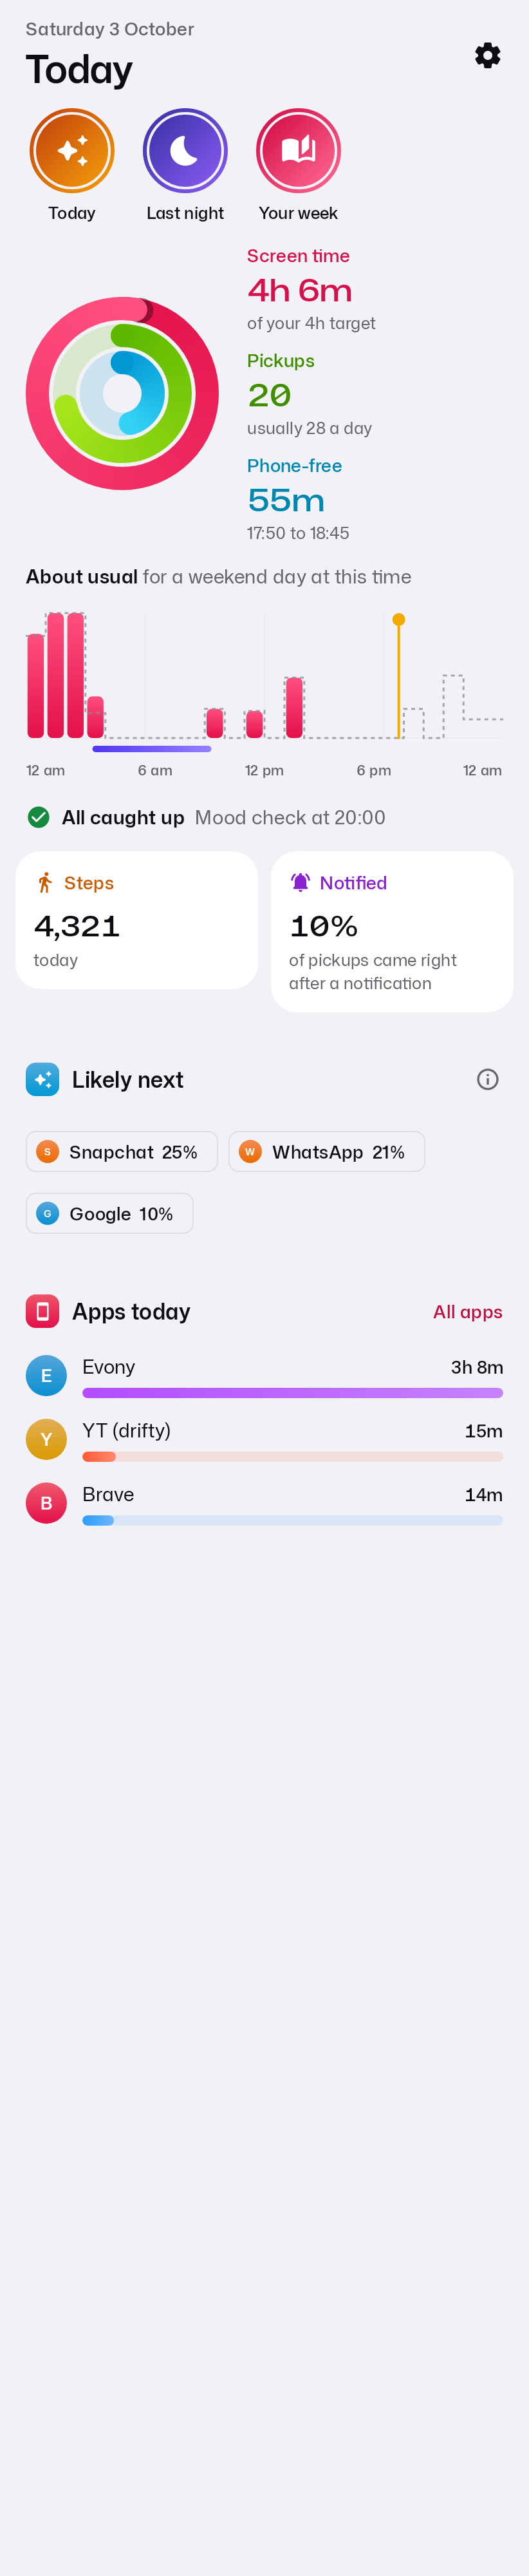 Saturday 3 October
Today
Today
Last night
Your week
Screen time
4h 6m
of your 4h target
Pickups
20
usually 28 a day
Phone-free
55m
17:50 to 18:45
About usual for a weekend day at this time
12 am 6 am 12 pm 6 pm 12 am
All caught up Mood check at 20:00
Steps
4,321
today
Notified
10%
of pickups came right
after a notification
Likely next
S Snapchat 25%
W WhatsApp 21%
G Google 10%
Apps today All apps
E Evony 3h 8m
Y YT (drifty) 15m
B Brave 14m